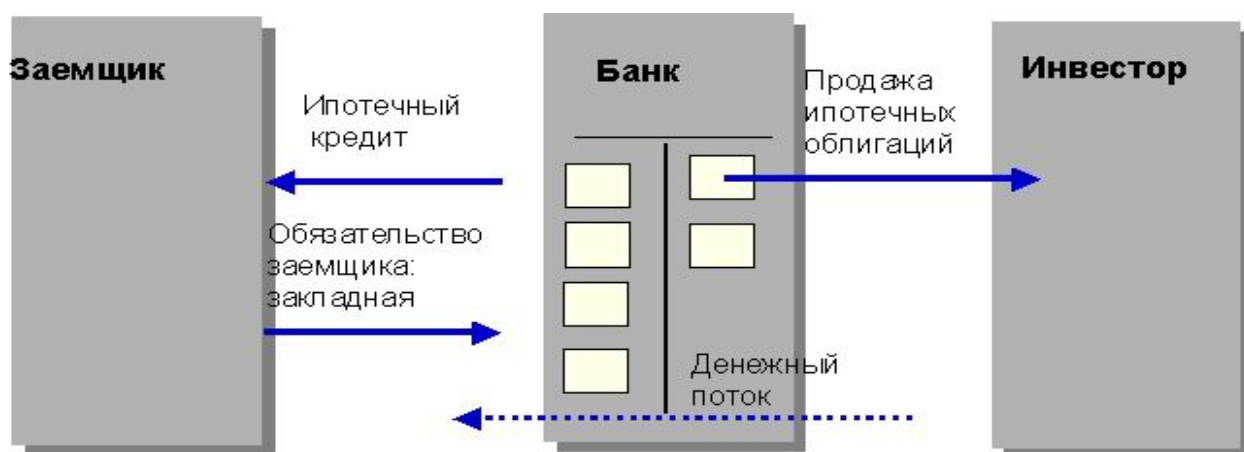 Заемщик
Ипотечный
кредит
Обязательство
заемщика:
закладная
Банк
Продажа
ипотечных
облигаций
Денежный
поток
Инвестор